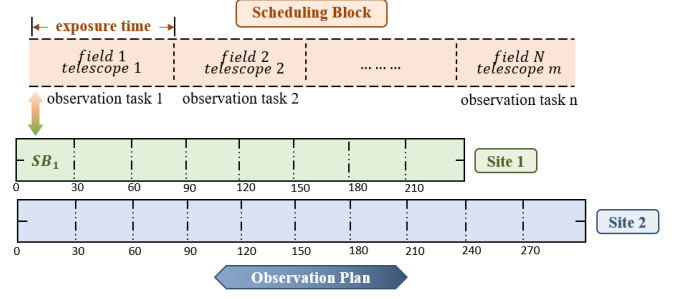 Scheduling Block
exposure time
field 1 field 2 ... ... ... field N
telescope 1 telescope 2 telescope m
observation task 1 observation task 2 observation task n
SB₁ Site 1
0 30 60 90 120 150 180 210
Site 2
0 30 60 90 120 150 180 210 240 270
Observation Plan